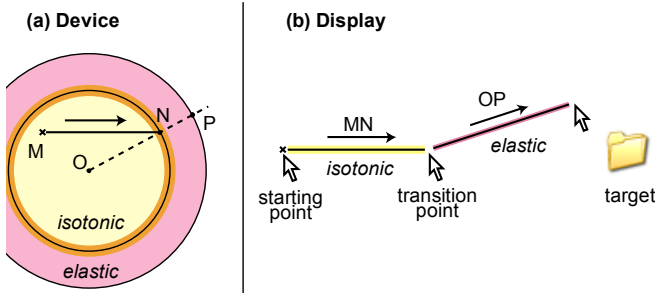 (a) Device
N
P
M
O
isotonic
elastic
(b) Display
OP
MN
elastic
isotonic
starting
point
transition
point
target